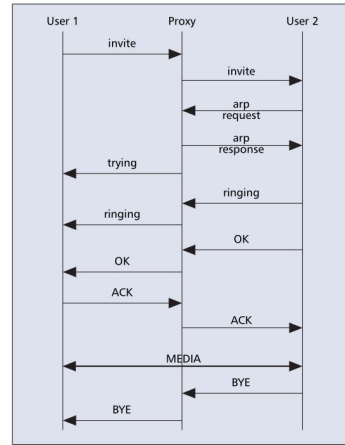 User 1 Proxy User 2
invite
invite
arp
request
arp
response
trying
ringing
ringing
OK
OK
ACK
ACK
MEDIA
BYE
BYE